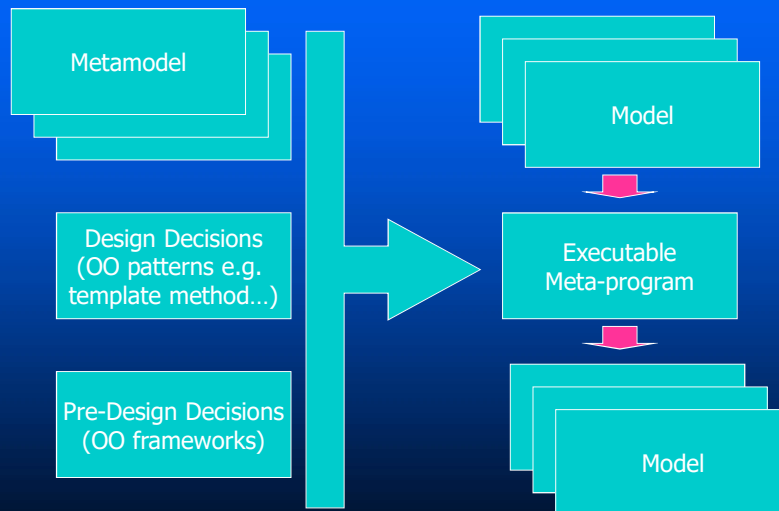 Metamodel
Design Decisions
(OO patterns e.g.
template method…)
Pre-Design Decisions
(OO frameworks)
Model
Executable
Meta-program
Model